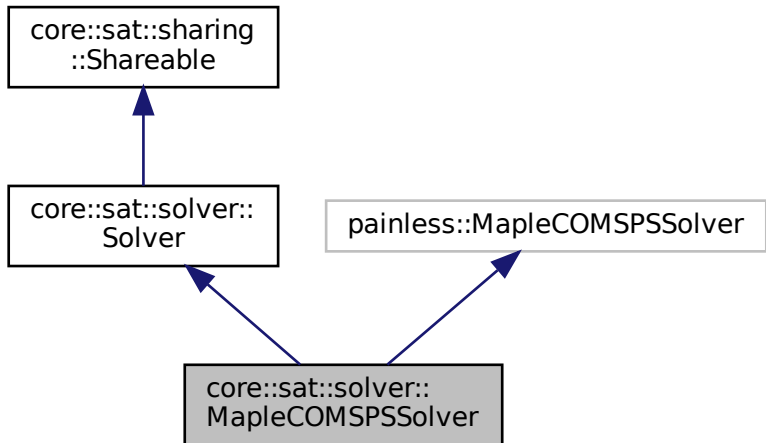 core::sat::sharing
::Shareable
core::sat::solver::
Solver
painless::MapleCOMSPSSolver
core::sat::solver::
MapleCOMSPSSolver